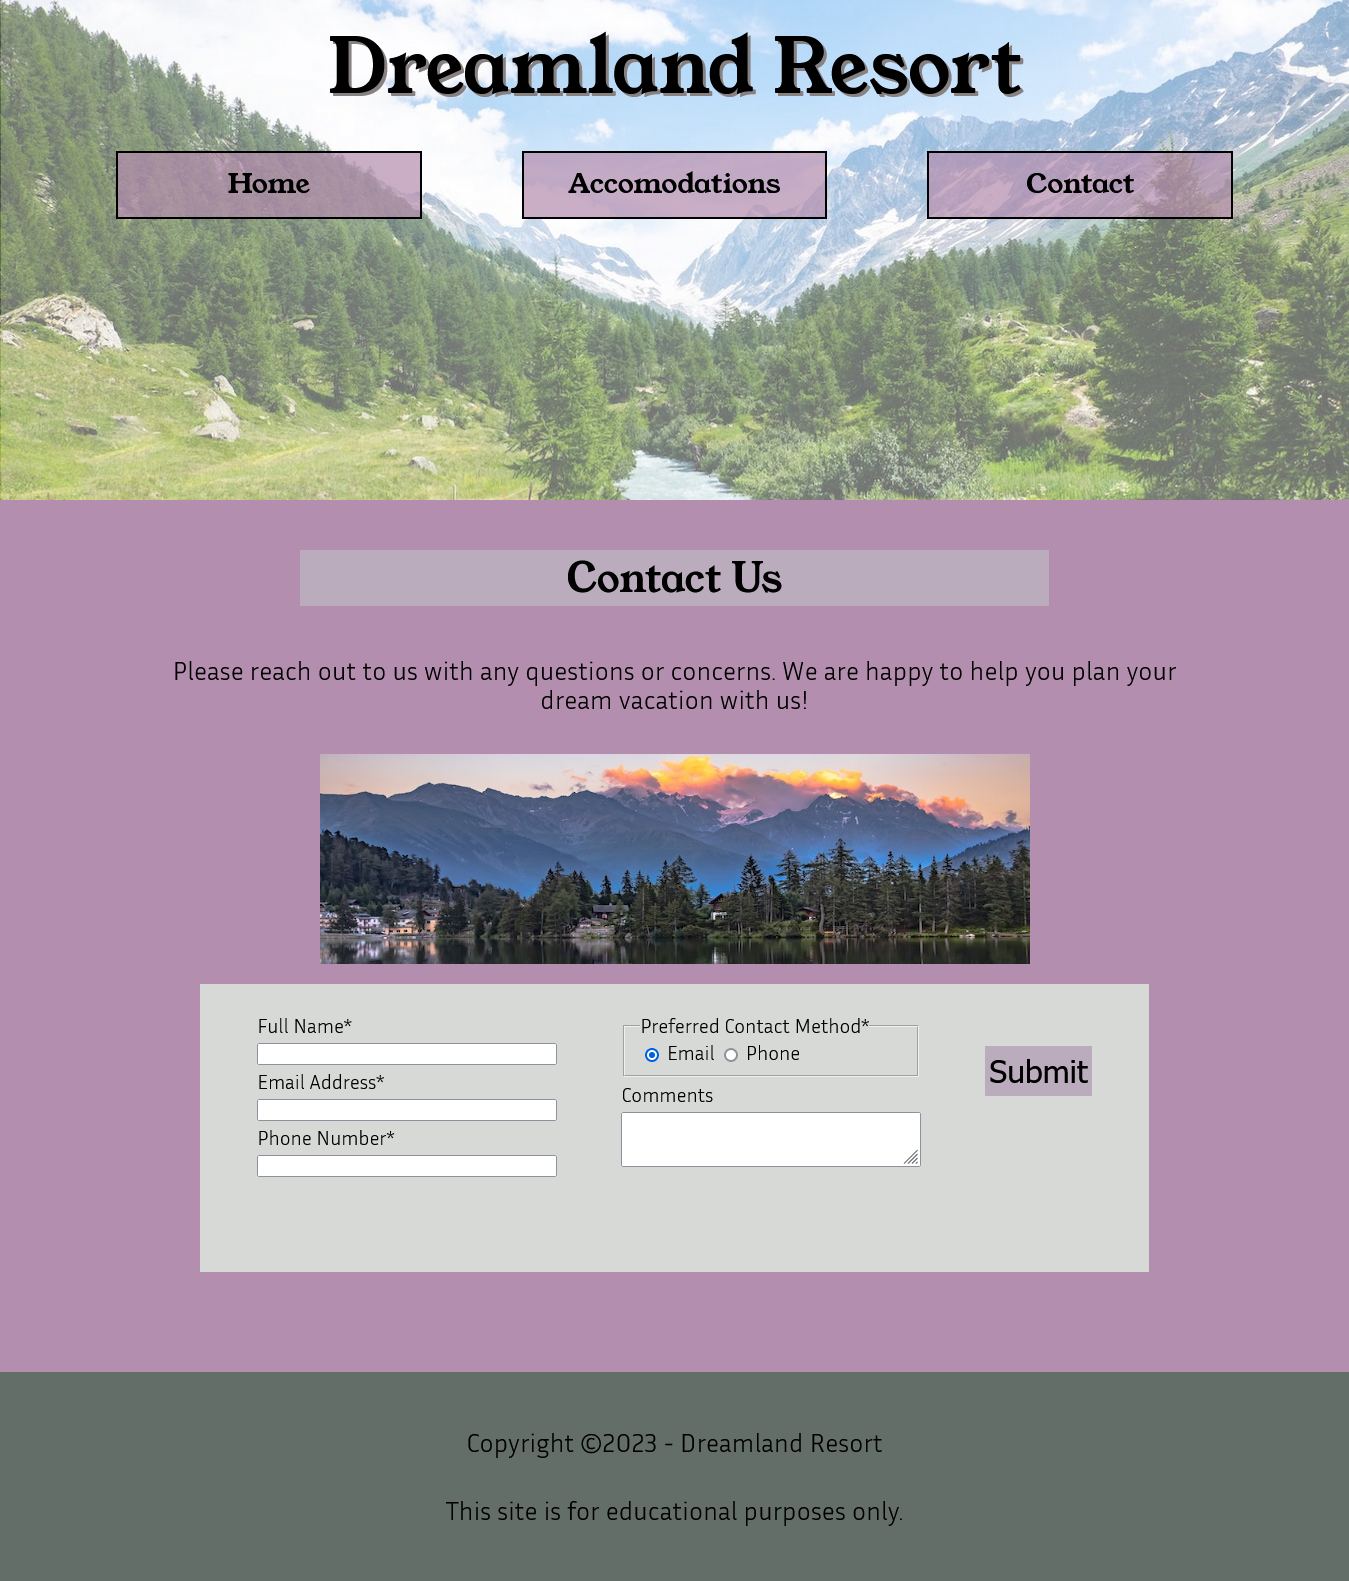 Dreamland Resort
Home
Accomodations
Contact
Contact Us
Please reach out to us with any questions or concerns. We are happy to help you plan your
dream vacation with us!
Full Name*
Email Address*
Phone Number*
Preferred Contact Method*
Email Phone
Comments
Submit
Copyright ©2023 - Dreamland Resort
This site is for educational purposes only.